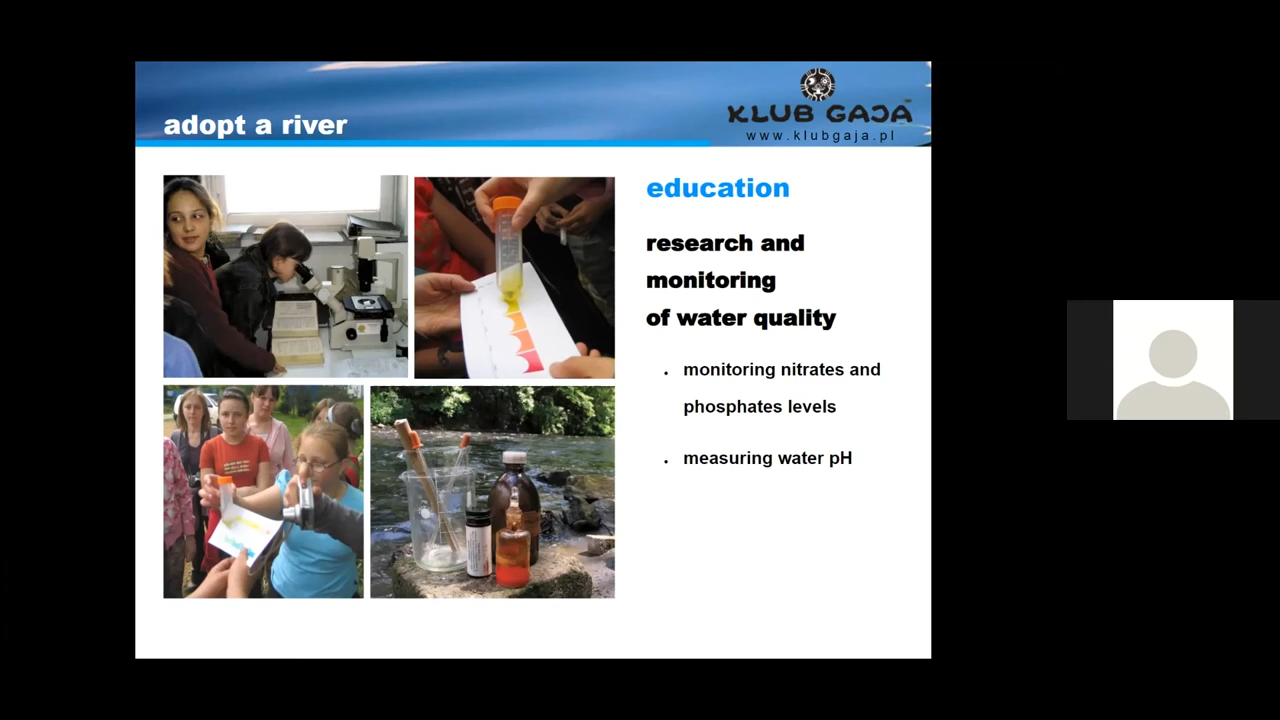 adopt a river
KLUB GAJA
www.klubgaja.pl
education
research and
monitoring
of water quality
• monitoring nitrates and
phosphates levels
• measuring water pH